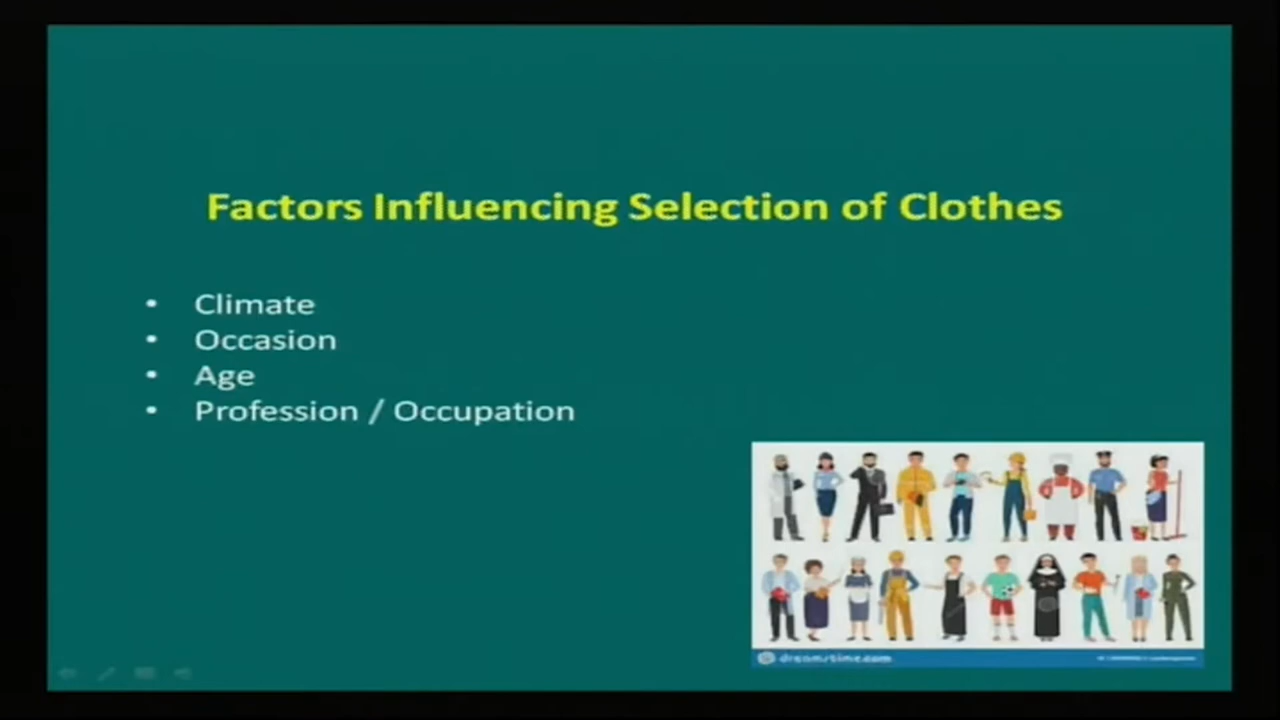 Factors Influencing Selection of Clothes
• Climate
• Occasion
• Age
• Profession / Occupation
dreamstime.com